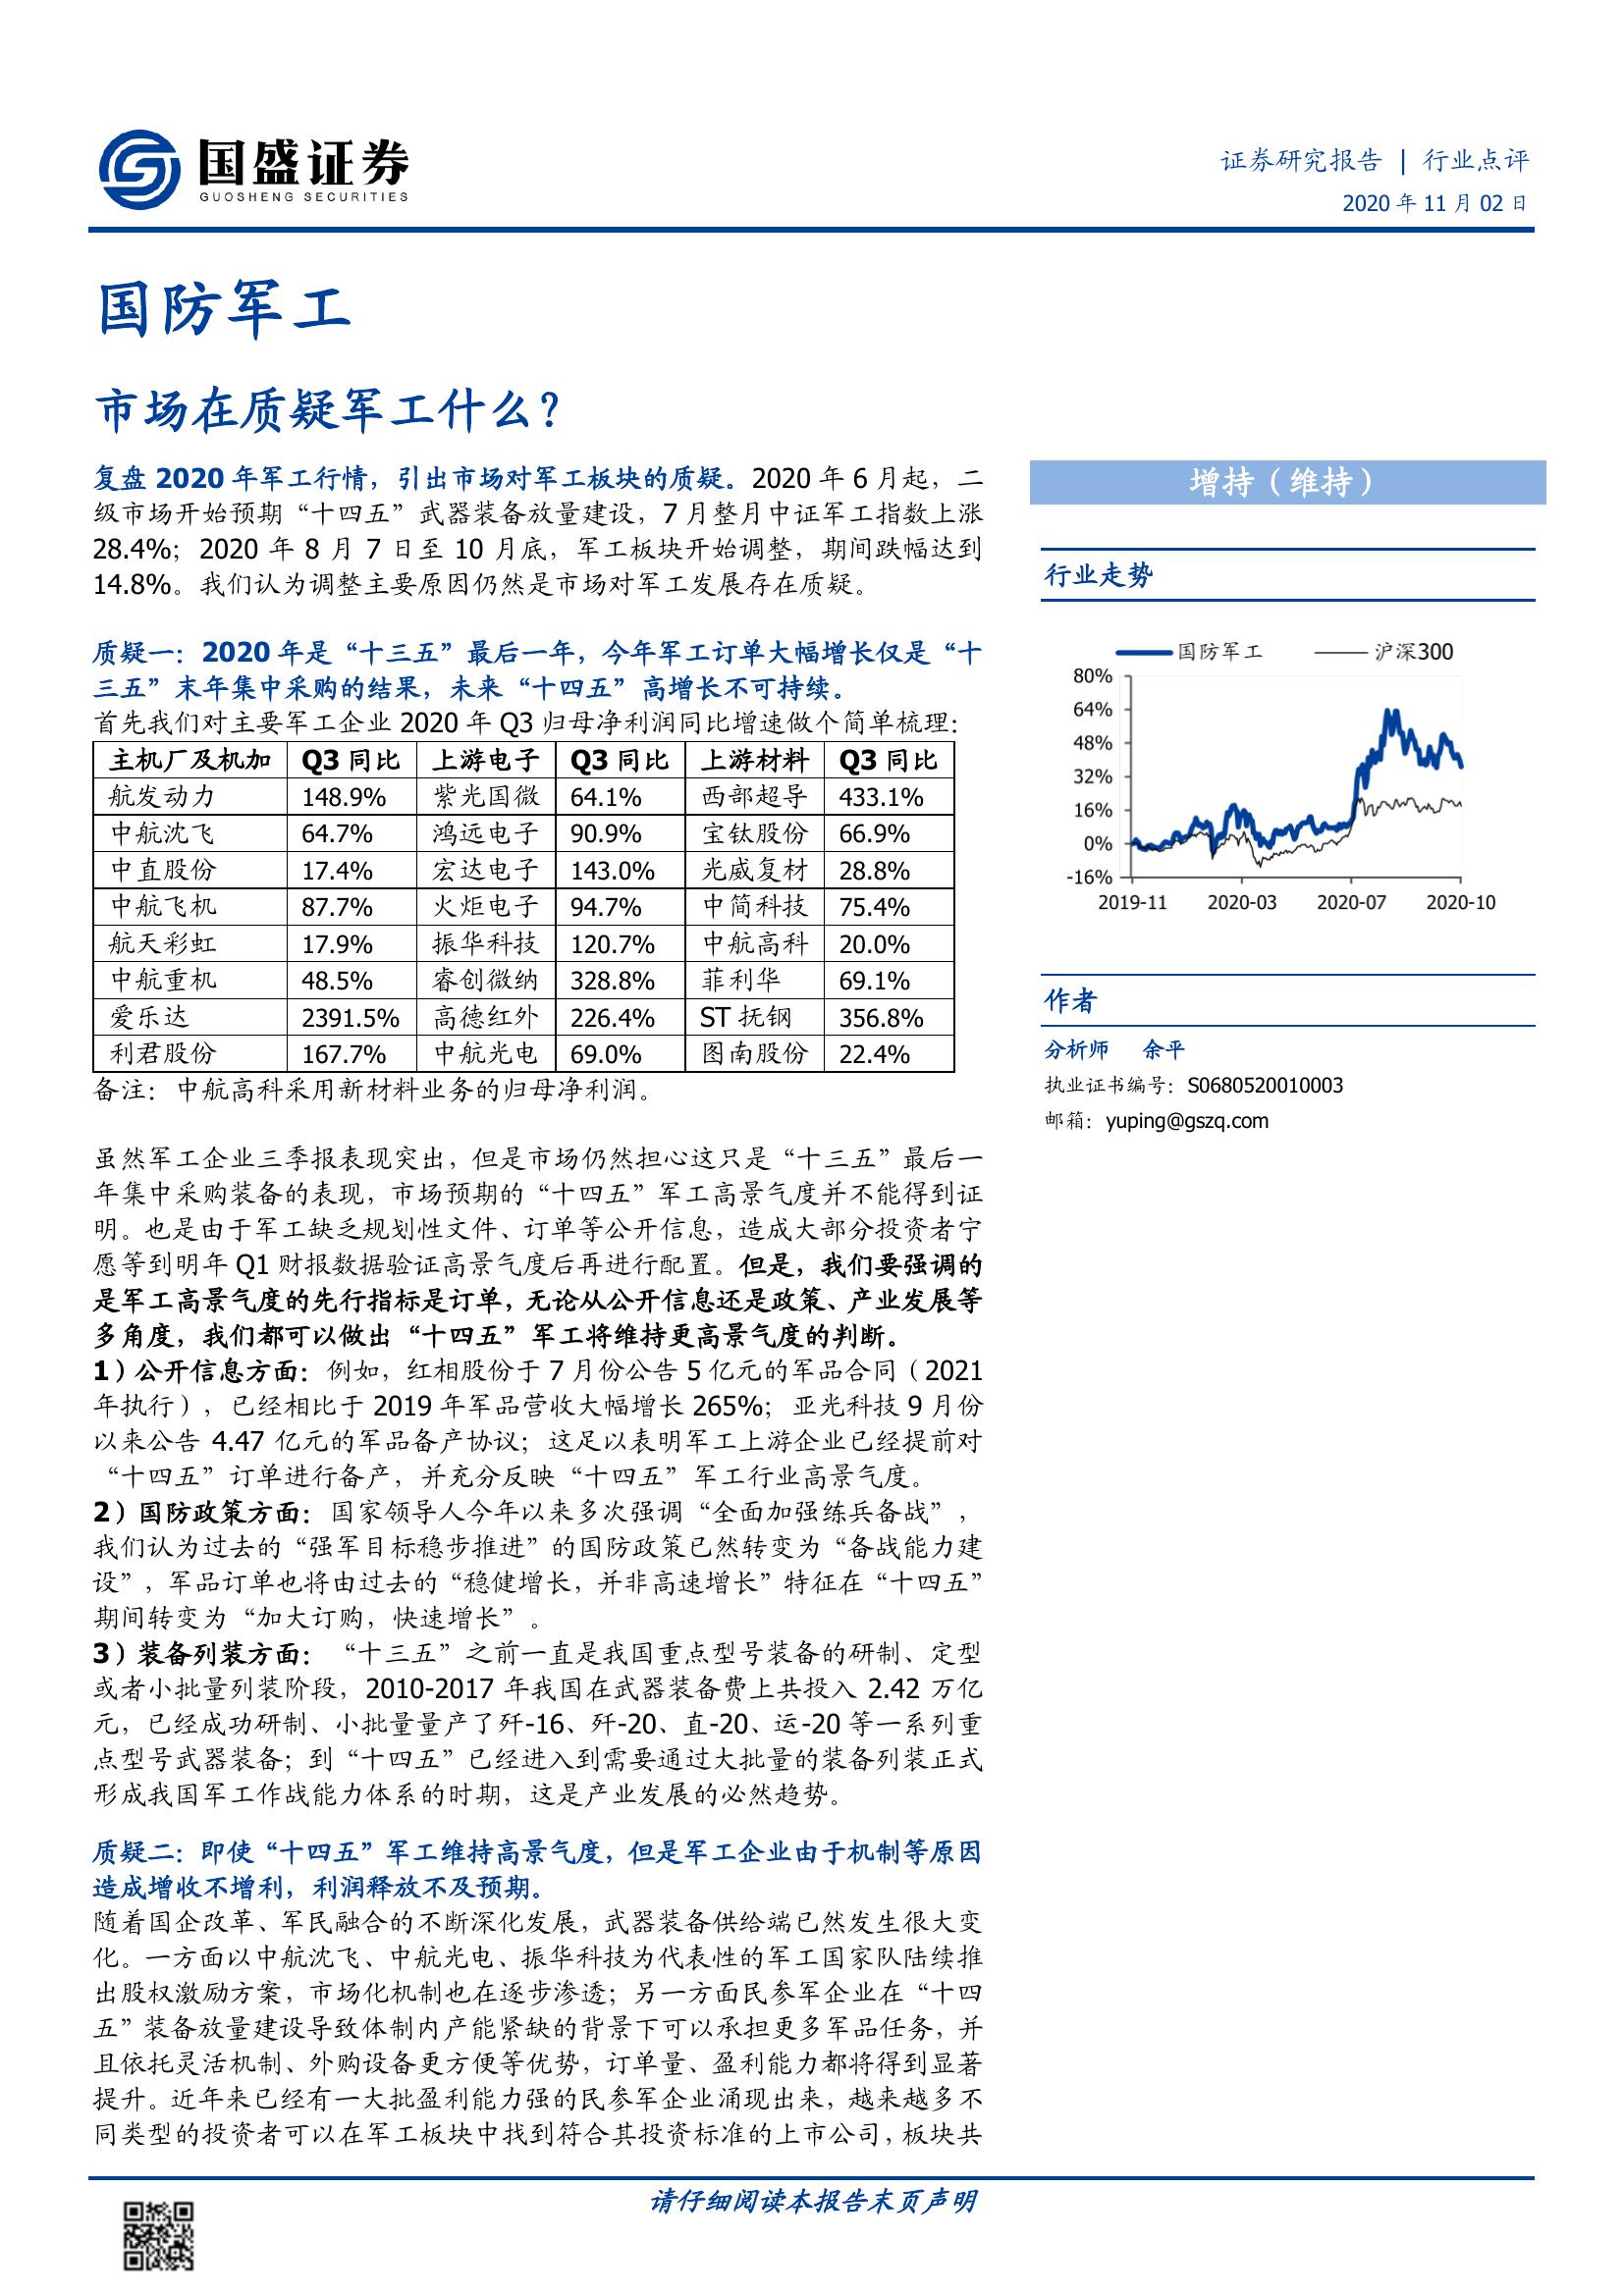 国盛证券
GUOSHENG SECURITIES
证券研究报告 | 行业点评
2020 年 11 月 02 日
国防军工
市场在质疑军工什么？
复盘 2020 年军工行情，引出市场对军工板块的质疑。2020 年 6 月起，二
级市场开始预期“十四五”武器装备放量建设，7 月整月中证军工指数上涨
28.4%；2020 年 8 月 7 日至 10 月底，军工板块开始调整，期间跌幅达到
14.8%。我们认为调整主要原因仍然是市场对军工发展存在质疑。
质疑一：2020 年是“十三五”最后一年，今年军工订单大幅增长仅是“十
三五”末年集中采购的结果，未来“十四五”高增长不可持续。
首先我们对主要军工企业 2020 年 Q3 归母净利润同比增速做个简单梳理：
主机厂及机加 Q3 同比 上游电子 Q3 同比 上游材料 Q3 同比
航发动力 148.9% 紫光国微 64.1% 西部超导 433.1%
中航沈飞 64.7% 鸿远电子 90.9% 宝钛股份 66.9%
中直股份 17.4% 宏达电子 143.0% 光威复材 28.8%
中航飞机 87.7% 火炬电子 94.7% 中简科技 75.4%
航天彩虹 17.9% 振华科技 120.7% 中航高科 20.0%
中航重机 48.5% 睿创微纳 328.8% 菲利华 69.1%
爱乐达 2391.5% 高德红外 226.4% ST 抚钢 356.8%
利君股份 167.7% 中航光电 69.0% 图南股份 22.4%
备注：中航高科采用新材料业务的归母净利润。
虽然军工企业三季报表现突出，但是市场仍然担心这只是“十三五”最后一
年集中采购装备的表现，市场预期的“十四五”军工高景气度并不能得到证
明。也是由于军工缺乏规划性文件、订单等公开信息，造成大部分投资者宁
愿等到明年 Q1 财报数据验证高景气度后再进行配置。但是，我们要强调的
是军工高景气度的先行指标是订单，无论从公开信息还是政策、产业发展等
多角度，我们都可以做出“十四五”军工将维持更高景气度的判断。
1）公开信息方面：例如，红相股份于 7 月份公告 5 亿元的军品合同（2021
年执行），已经相比于 2019 年军品营收大幅增长 265%；亚光科技 9 月份
以来公告 4.47 亿元的军品备产协议；这足以表明军工上游企业已经提前对
“十四五”订单进行备产，并充分反映“十四五”军工行业高景气度。
2）国防政策方面：国家领导人今年以来多次强调“全面加强练兵备战”，
我们认为过去的“强军目标稳步推进”的国防政策已然转变为“备战能力建
设”，军品订单也将由过去的“稳健增长，并非高速增长”特征在“十四五”
期间转变为“加大订购，快速增长”。
3）装备列装方面：“十三五”之前一直是我国重点型号装备的研制、定型
或者小批量列装阶段，2010-2017 年我国在武器装备费上共投入 2.42 万亿
元，已经成功研制、小批量量产了歼-16、歼-20、直-20、运-20 等一系列重
点型号武器装备；到“十四五”已经进入到需要通过大批量的装备列装正式
形成我国军工作战能力体系的时期，这是产业发展的必然趋势。
质疑二：即使“十四五”军工维持高景气度，但是军工企业由于机制等原因
造成增收不增利，利润释放不及预期。
随着国企改革、军民融合的不断深化发展，武器装备供给端已然发生很大变
化。一方面以中航沈飞、中航光电、振华科技为代表性的军工国家队陆续推
出股权激励方案，市场化机制也在逐步渗透；另一方面民参军企业在“十四
五”装备放量建设导致体制内产能紧缺的背景下可以承担更多军品任务，并
且依托灵活机制、外购设备更方便等优势，订单量、盈利能力都将得到显著
提升。近年来已经有一大批盈利能力强的民参军企业涌现出来，越来越多不
同类型的投资者可以在军工板块中找到符合其投资标准的上市公司，板块共
增持（维持）
行业走势
国防军工 沪深300
80%
64%
48%
32%
16%
0%
-16%
2019-11 2020-03 2020-07 2020-10
作者
分析师 余平
执业证书编号：S0680520010003
邮箱：yuping@gszq.com
请仔细阅读本报告末页声明